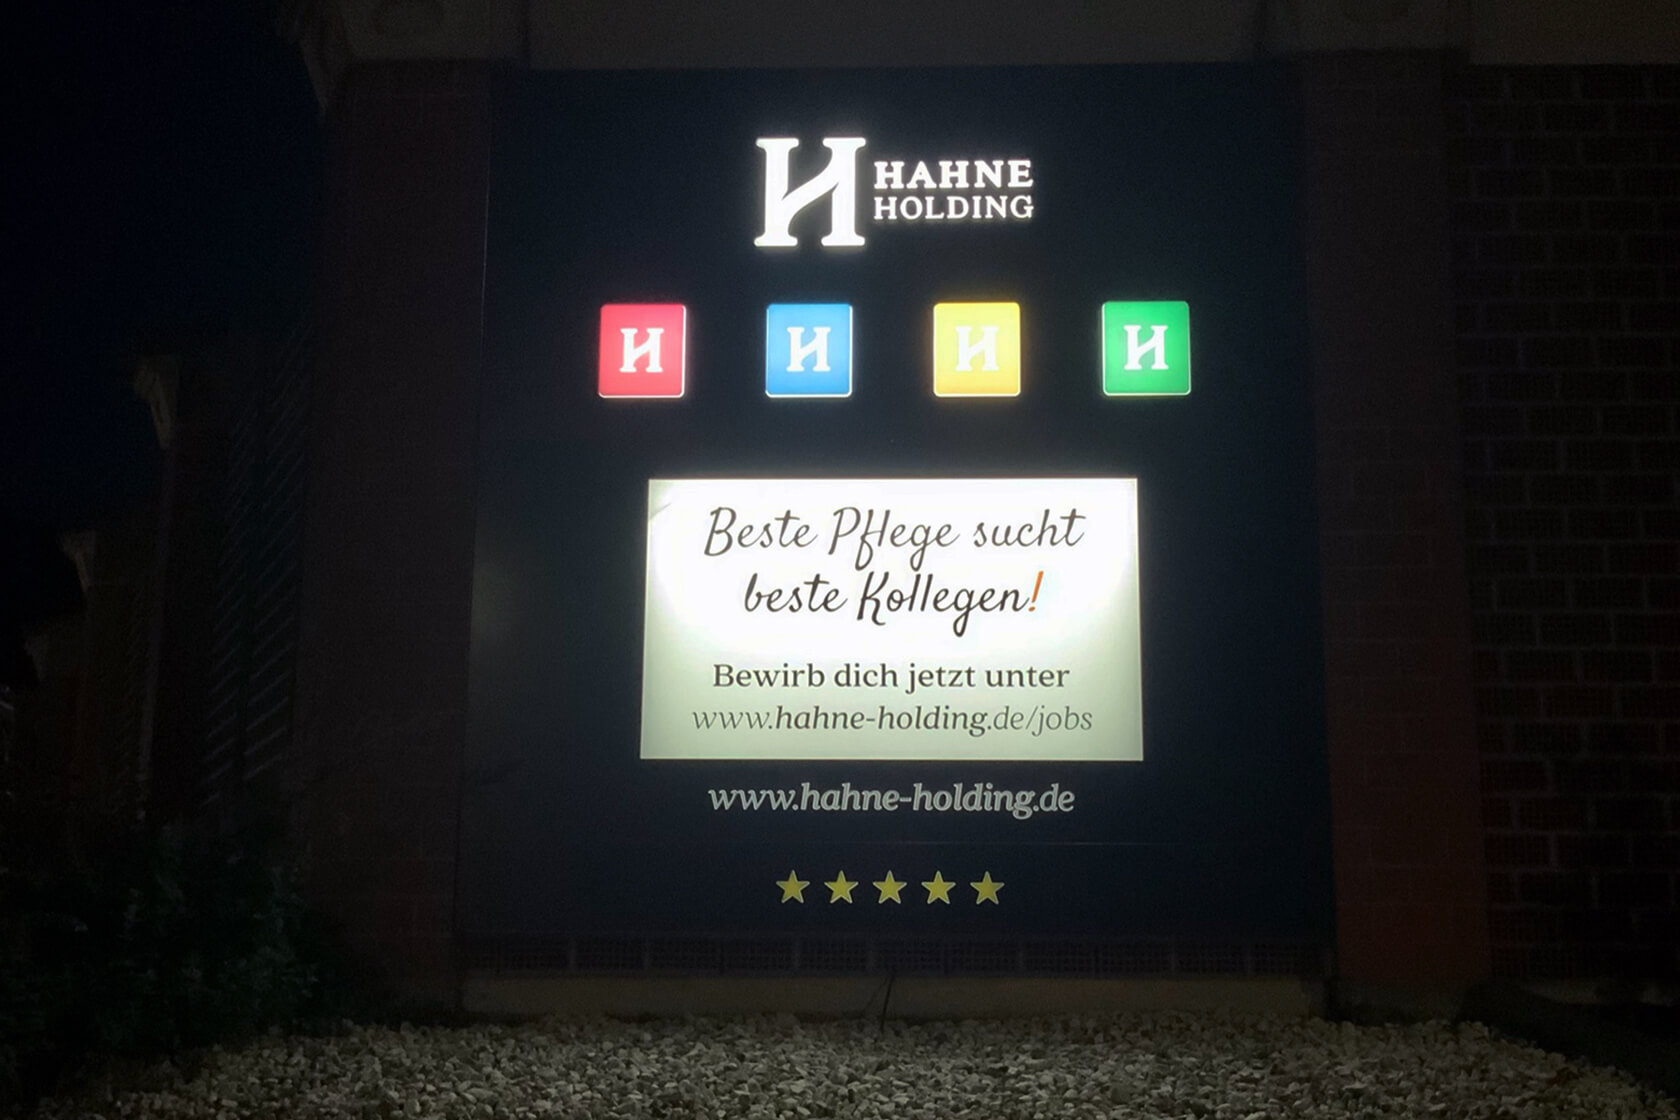 H HAHNE
HOLDING
H H H H
Beste Pflege sucht
beste Kollegen!
Bewirb dich jetzt unter
www.hahne-holding.de/jobs
www.hahne-holding.de